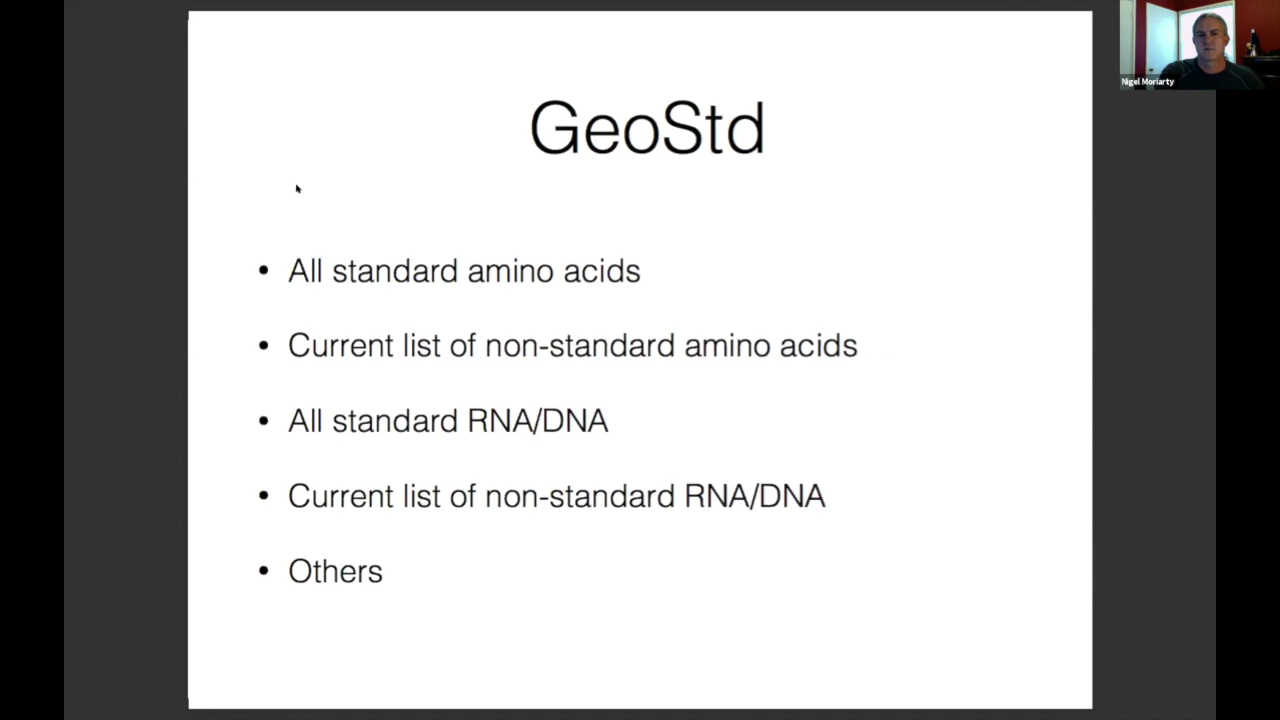 GeoStd
Nigel Moriarty
• All standard amino acids
• Current list of non-standard amino acids
• All standard RNA/DNA
• Current list of non-standard RNA/DNA
• Others